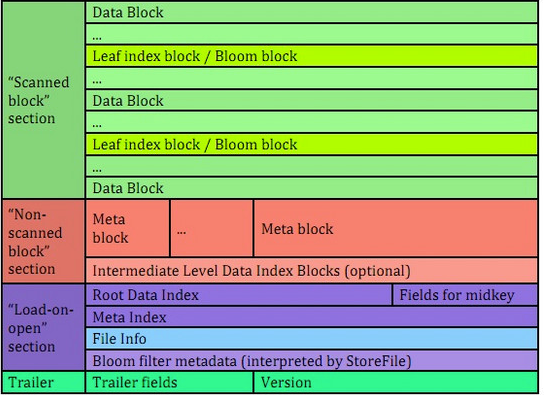 Data Block
...
Leaf index block / Bloom block
...
"Scanned
block"
section
Data Block
...
Leaf index block / Bloom block
...
Data Block
"Non-
scanned
block"
section
Meta
block
...
Meta block
Intermediate Level Data Index Blocks (optional)
"Load-on-
open"
section
Root Data Index
Fields for midkey
Meta Index
File Info
Bloom filter metadata (interpreted by StoreFile)
Trailer
Trailer fields
Version